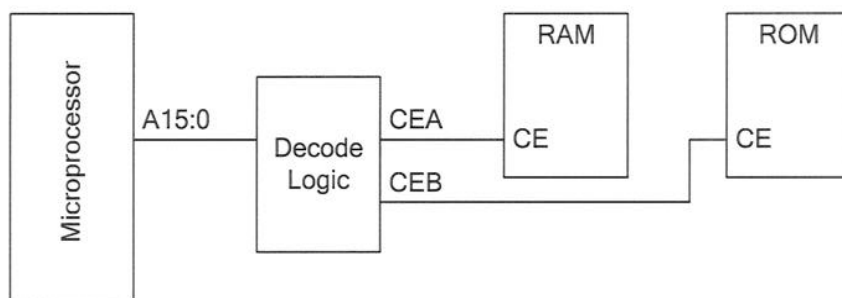 Microprocessor
A15:0
Decode
Logic
CEA
CEB
RAM
CE
ROM
CE